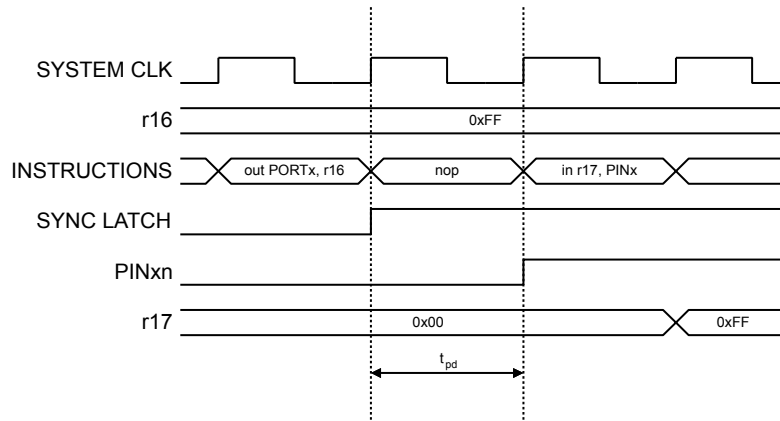 SYSTEM CLK
r16
0xFF
INSTRUCTIONS
out PORTx, r16
nop
in r17, PINx
SYNC LATCH
PINxn
r17
0x00
0xFF
tpd